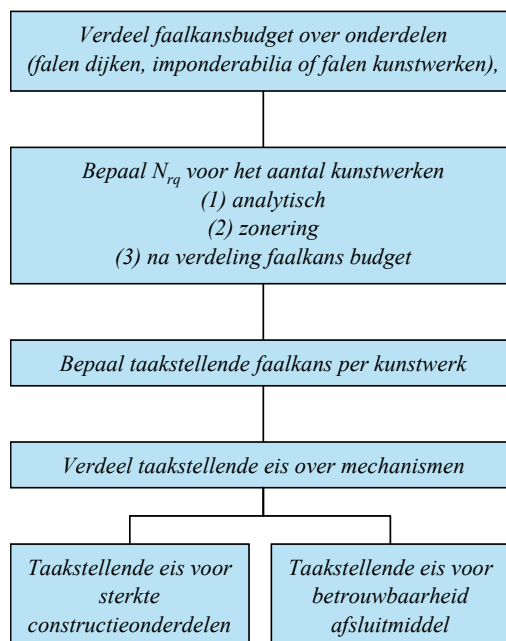 Verdeel faalkansbudget over onderdelen
(falen dijken, imponderabilia of falen kunstwerken),
Bepaal N_rq voor het aantal kunstwerken
(1) analytisch
(2) zonering
(3) na verdeling faalkans budget
Bepaal taakstellende faalkans per kunstwerk
Verdeel taakstellende eis over mechanismen
Taakstellende eis voor
sterkte
constructieonderdelen
Taakstellende eis voor
betrouwbaarheid
afsluitmiddel